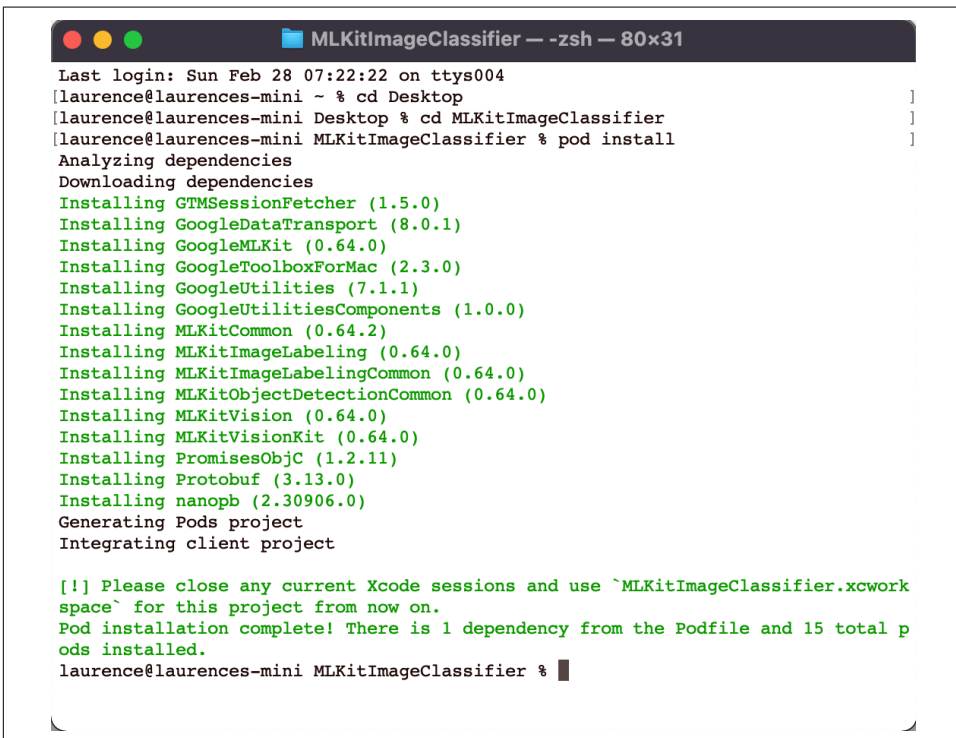 MLKitImageClassifier — -zsh — 80×31
Last login: Sun Feb 28 07:22:22 on ttys004
[laurence@laurences-mini ~ % cd Desktop ]
[laurence@laurences-mini Desktop % cd MLKitImageClassifier ]
[laurence@laurences-mini MLKitImageClassifier % pod install ]
Analyzing dependencies
Downloading dependencies
Installing GTMSessionFetcher (1.5.0)
Installing GoogleDataTransport (8.0.1)
Installing GoogleMLKit (0.64.0)
Installing GoogleToolboxForMac (2.3.0)
Installing GoogleUtilities (7.1.1)
Installing GoogleUtilitiesComponents (1.0.0)
Installing MLKitCommon (0.64.2)
Installing MLKitImageLabeling (0.64.0)
Installing MLKitImageLabelingCommon (0.64.0)
Installing MLKitObjectDetectionCommon (0.64.0)
Installing MLKitVision (0.64.0)
Installing MLKitVisionKit (0.64.0)
Installing PromisesObjC (1.2.11)
Installing Protobuf (3.13.0)
Installing nanopb (2.30906.0)
Generating Pods project
Integrating client project
[!] Please close any current Xcode sessions and use `MLKitImageClassifier.xcwork
space` for this project from now on.
Pod installation complete! There is 1 dependency from the Podfile and 15 total p
ods installed.
laurence@laurences-mini MLKitImageClassifier %